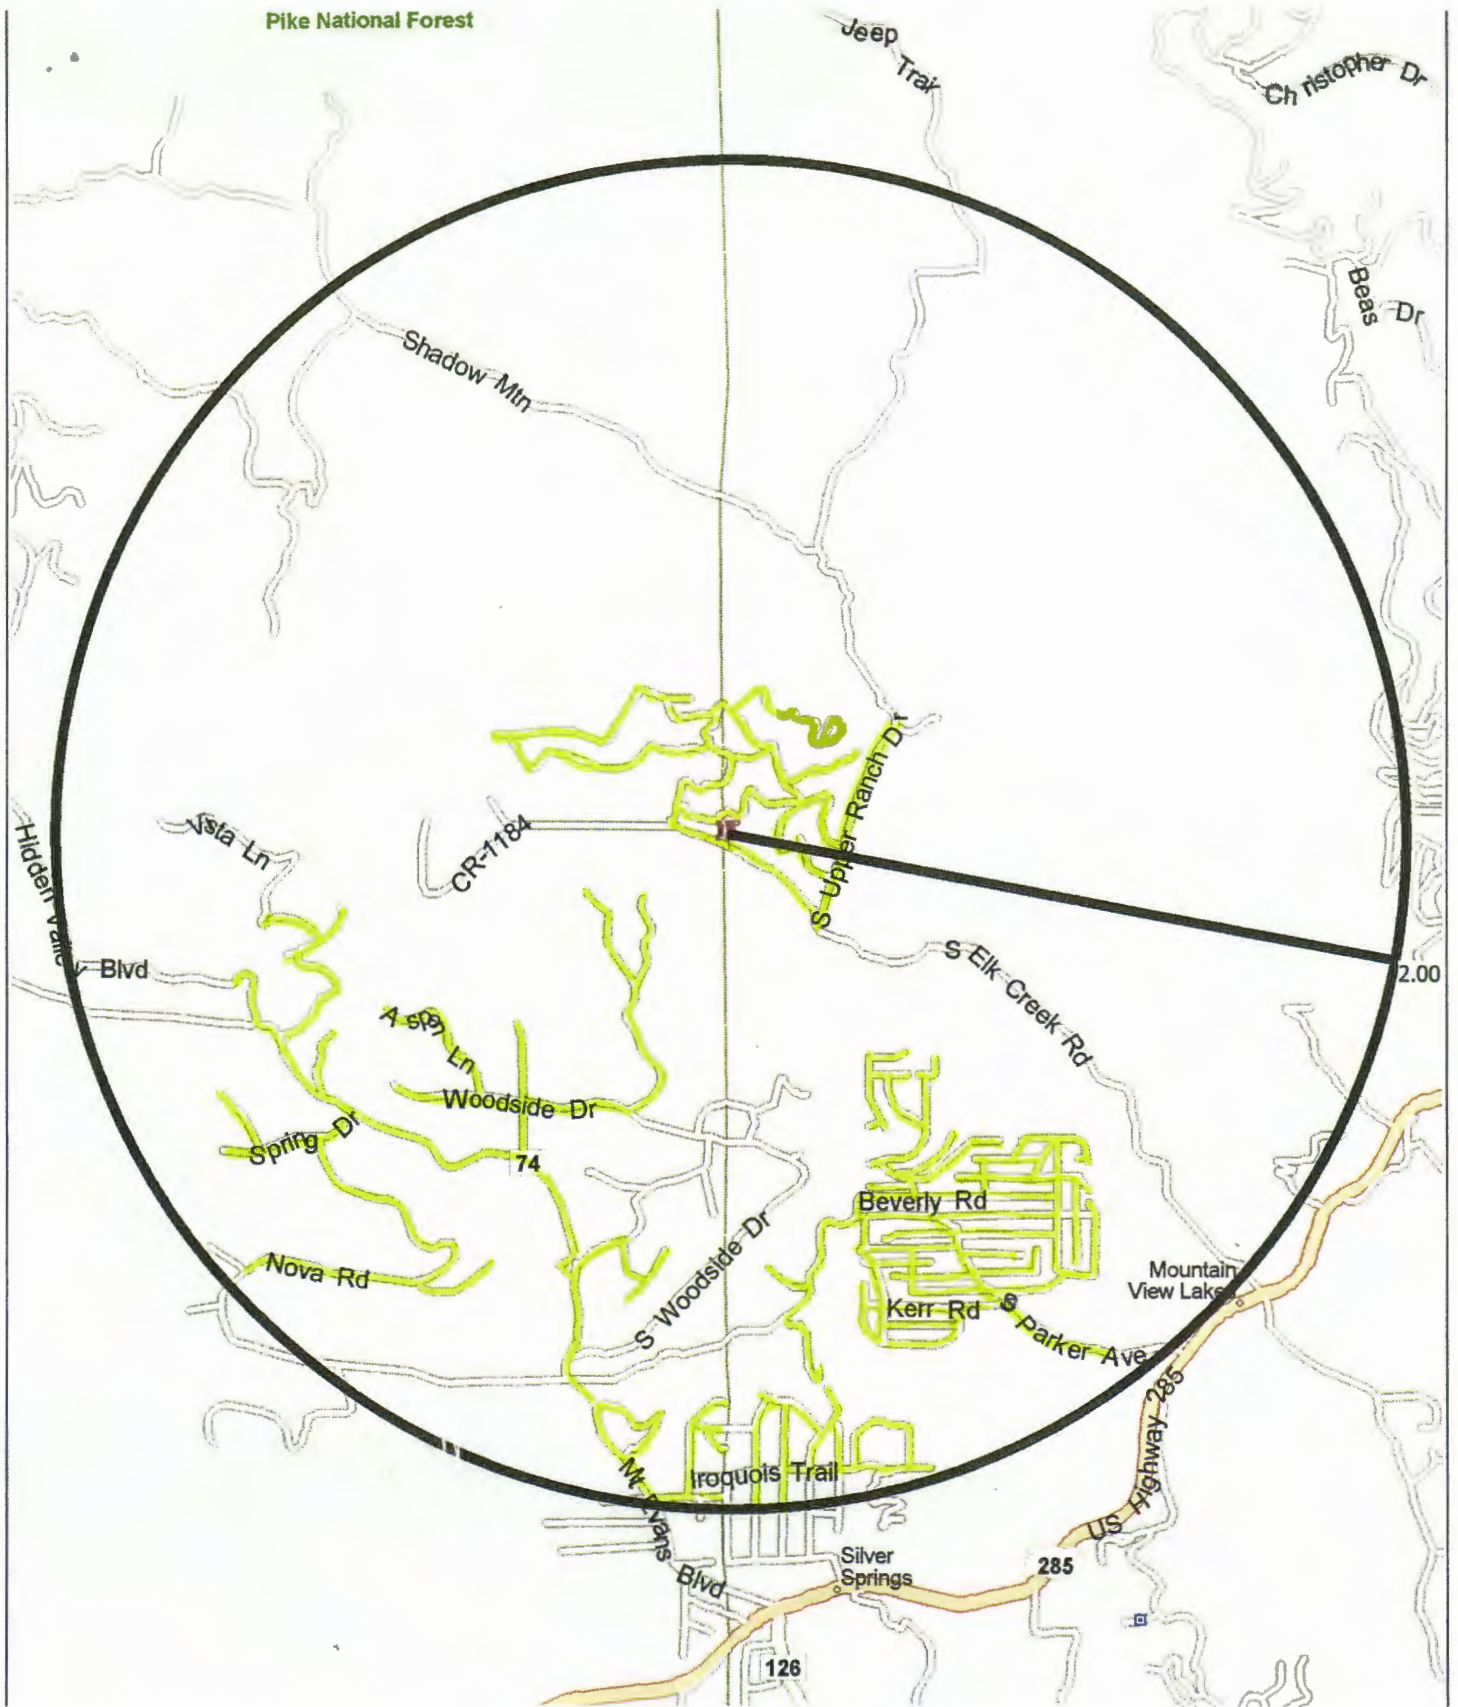 Pike National Forest
Jeep Trail
Christopher Dr
Beas Dr
Shadow Mtn
S Upper Ranch Dr
CR-1184
Vista Ln
Hidden Valley Blvd
S Elk Creek Rd
2.00
Aspen Ln
Woodside Dr
Spring Dr
74
Beverly Rd
S Woodside Dr
Nova Rd
Mountain
View Lakes
Kerr Rd
S Parker Ave
US Highway 285
Iroquois Trail
Mt Evans Blvd
Silver
Springs
285
126